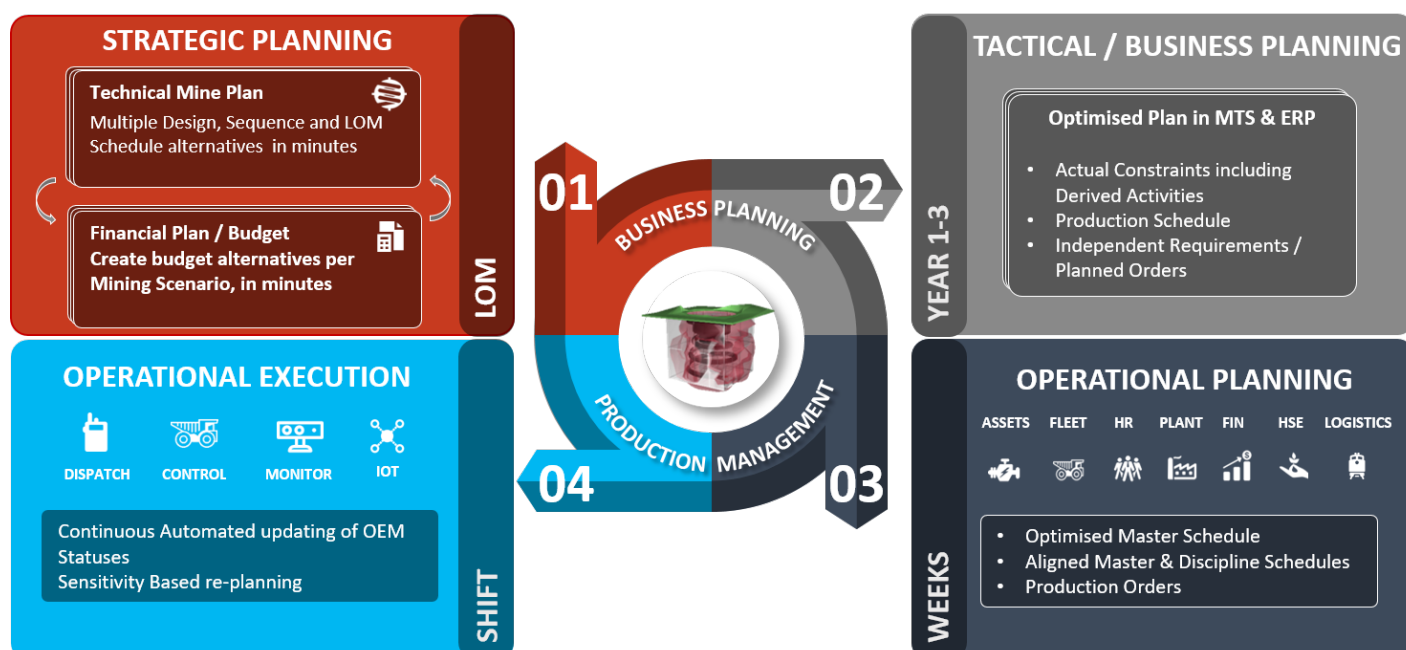 STRATEGIC PLANNING
Technical Mine Plan
Multiple Design, Sequence and LOM
Schedule alternatives in minutes
Financial Plan / Budget
Create budget alternatives per
Mining Scenario, in minutes
LOM
01
02
03
04
BUSINESS PLANNING
PRODUCTION MANAGEMENT
TACTICAL / BUSINESS PLANNING
YEAR 1-3
Optimised Plan in MTS & ERP
• Actual Constraints including
Derived Activities
• Production Schedule
• Independent Requirements /
Planned Orders
OPERATIONAL EXECUTION
DISPATCH CONTROL MONITOR IOT
Continuous Automated updating of OEM
Statuses
Sensitivity Based re-planning
SHIFT
OPERATIONAL PLANNING
WEEKS
ASSETS FLEET HR PLANT FIN HSE LOGISTICS
• Optimised Master Schedule
• Aligned Master & Discipline Schedules
• Production Orders